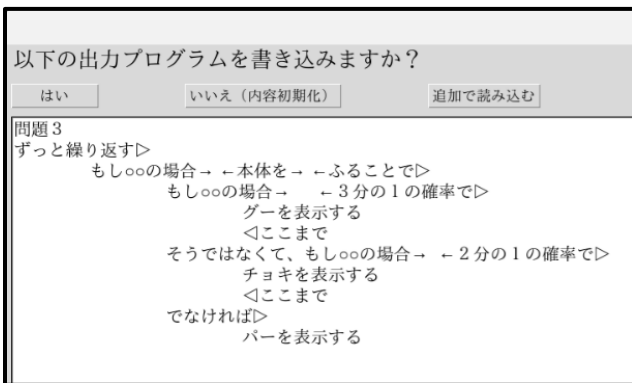 以下の出力プログラムを書き込みますか？
はい いいえ（内容初期化） 追加で読み込む
問題３
ずっと繰り返す▷
もし○○の場合→ ←本体を→ ←ふることで▷
もし○○の場合→ ←３分の１の確率で▷
グーを表示する
◁ここまで
そうではなくて、もし○○の場合→ ←２分の１の確率で▷
チョキを表示する
◁ここまで
でなければ▷
パーを表示する